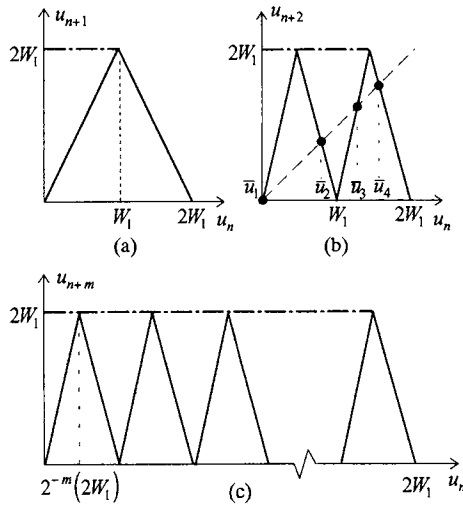 u_{n+1}
2W_1
W_1
2W_1
u_n
(a)
u_{n+2}
2W_1
ū_1
ū_2
W_1
ū_3
ū_4
2W_1
u_n
(b)
u_{n+m}
2W_1
2^{-m}(2W_1)
2W_1
u_n
(c)